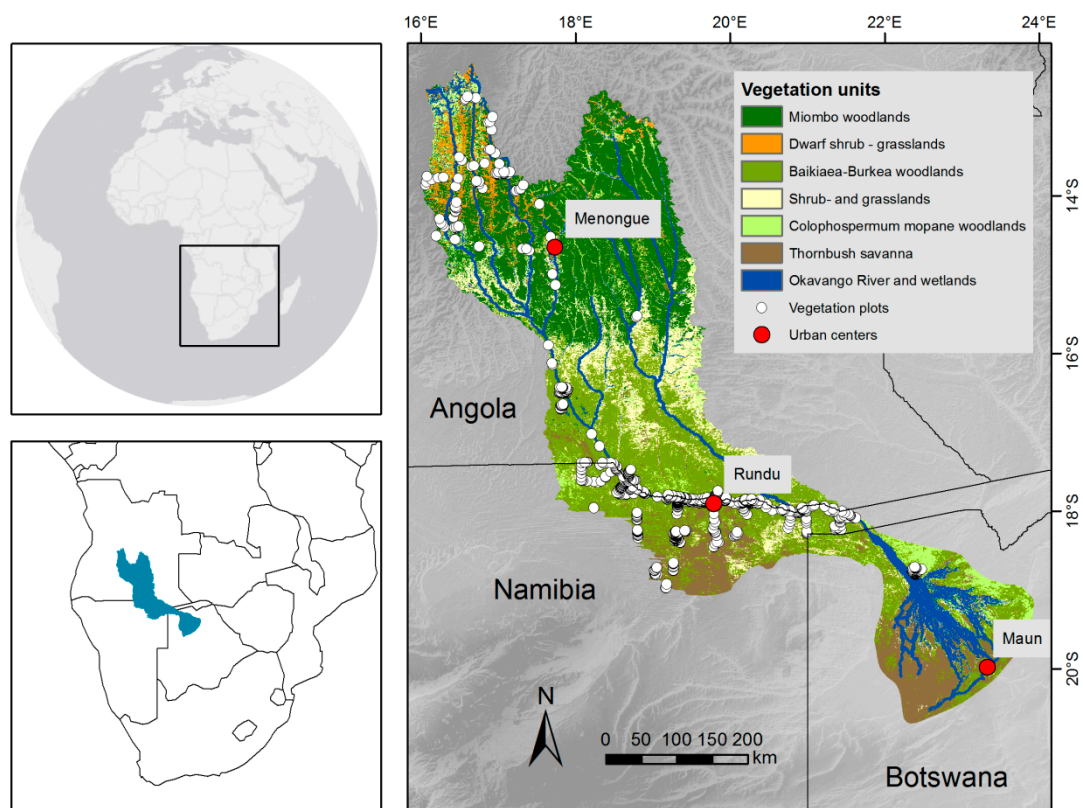 16°E 18°E 20°E 22°E 24°E
Vegetation units
Miombo woodlands
Dwarf shrub - grasslands
Baikiaea-Burkea woodlands
Shrub- and grasslands
Colophospermum mopane woodlands
Thornbush savanna
Okavango River and wetlands
Vegetation plots
Urban centers
14°S
Menongue
16°S
Angola
Rundu
18°S
Namibia
Maun
20°S
N
0 50 100 150 200
km
Botswana